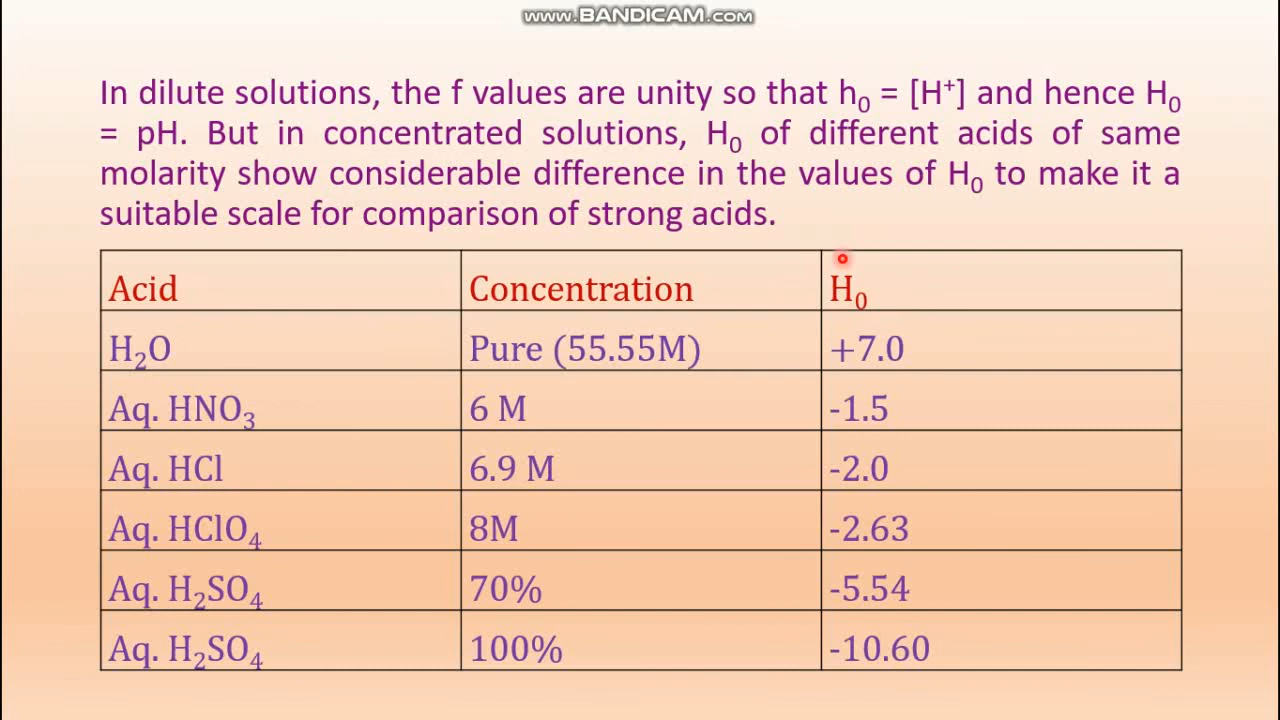 www.BANDICAM.com
In dilute solutions, the f values are unity so that h₀ = [H⁺] and hence H₀
= pH. But in concentrated solutions, H₀ of different acids of same
molarity show considerable difference in the values of H₀ to make it a
suitable scale for comparison of strong acids.
Acid Concentration H₀
H₂O Pure (55.55M) +7.0
Aq. HNO₃ 6 M -1.5
Aq. HCl 6.9 M -2.0
Aq. HClO₄ 8M -2.63
Aq. H₂SO₄ 70% -5.54
Aq. H₂SO₄ 100% -10.60